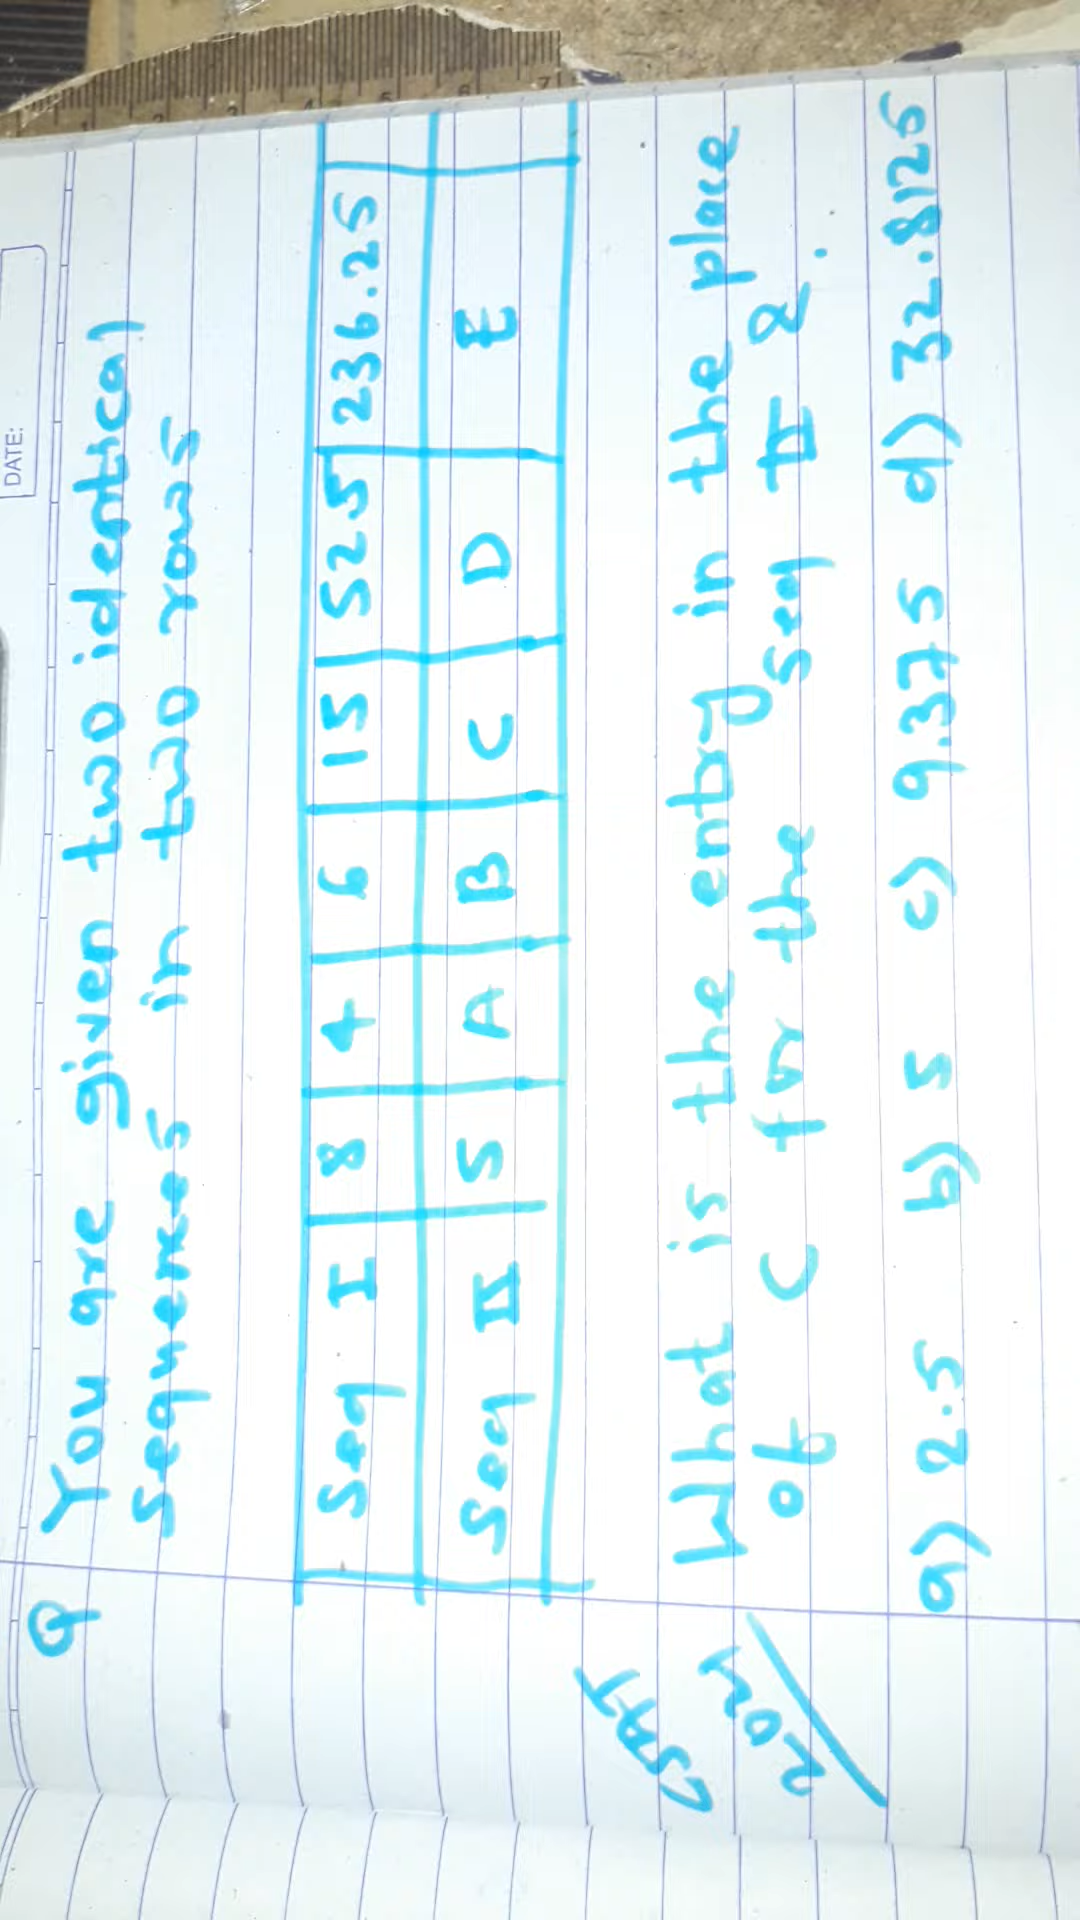 DATE:
Q You are given two identical
sequences in two rows
Seq I 8 4 6 15 52.5 236.25
Seq II 5 A B C D E
What is the entry in the place
of C for the Seq II ?
a) 2.5 b) 5 c) 9.375 d) 32.8125
CSAT